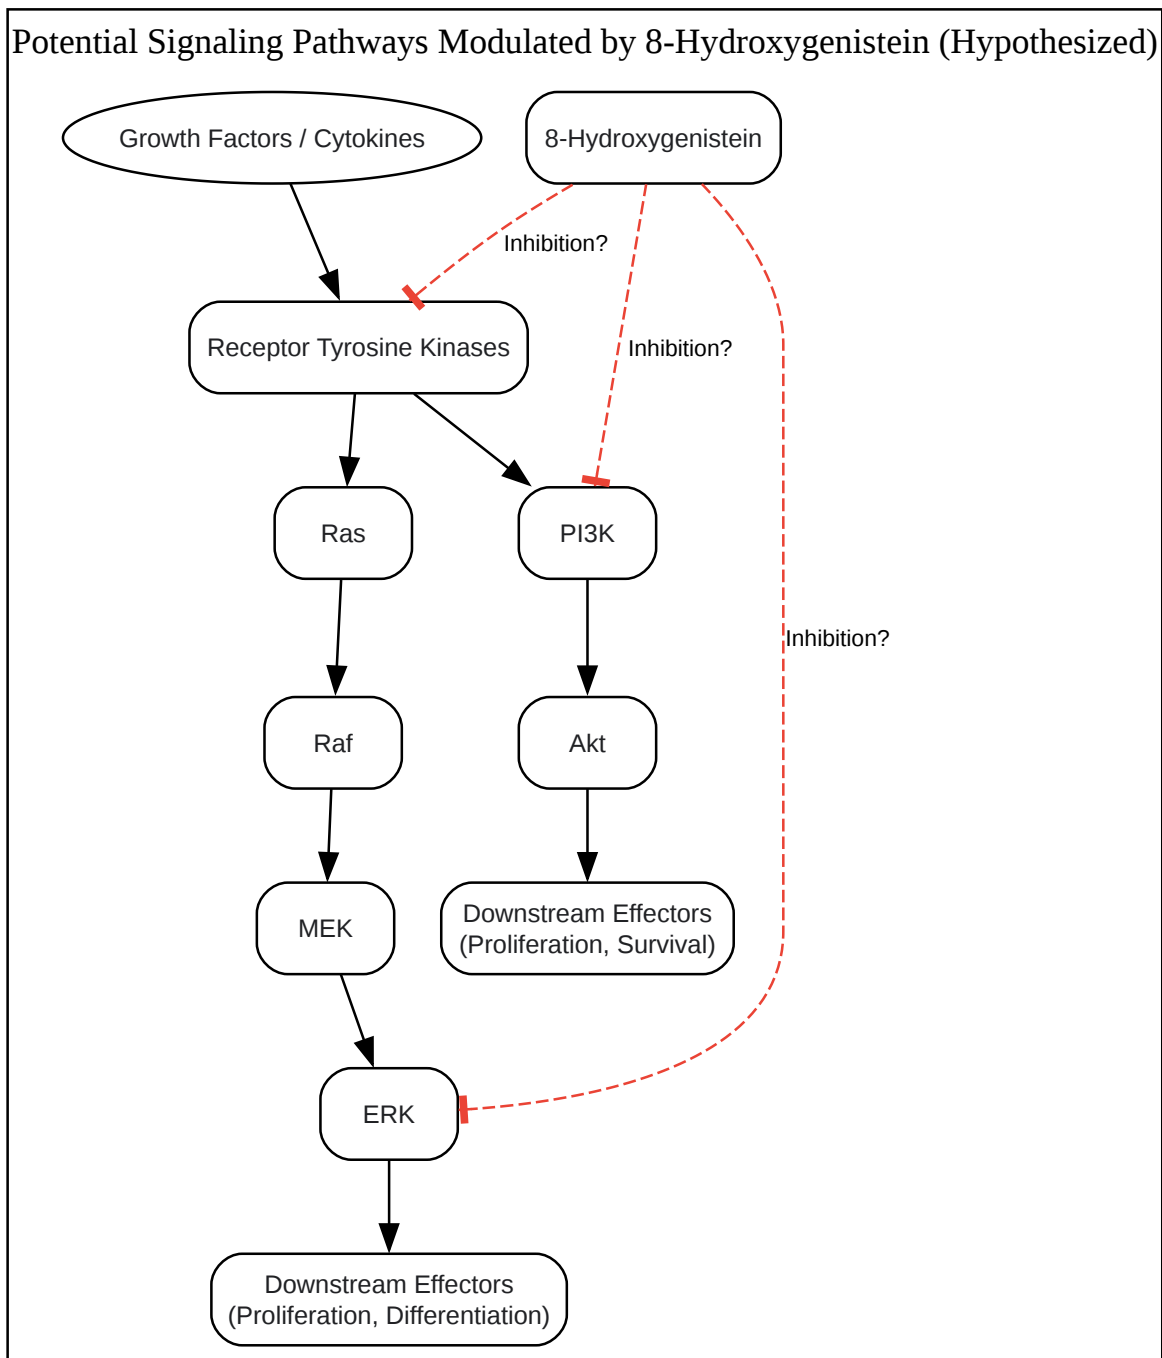 Potential Signaling Pathways Modulated by 8-Hydroxygenistein (Hypothesized)
Growth Factors / Cytokines
8-Hydroxygenistein
Inhibition?
Receptor Tyrosine Kinases
Inhibition?
Ras
PI3K
Inhibition?
Raf
Akt
MEK
Downstream Effectors
(Proliferation, Survival)
ERK
Downstream Effectors
(Proliferation, Differentiation)